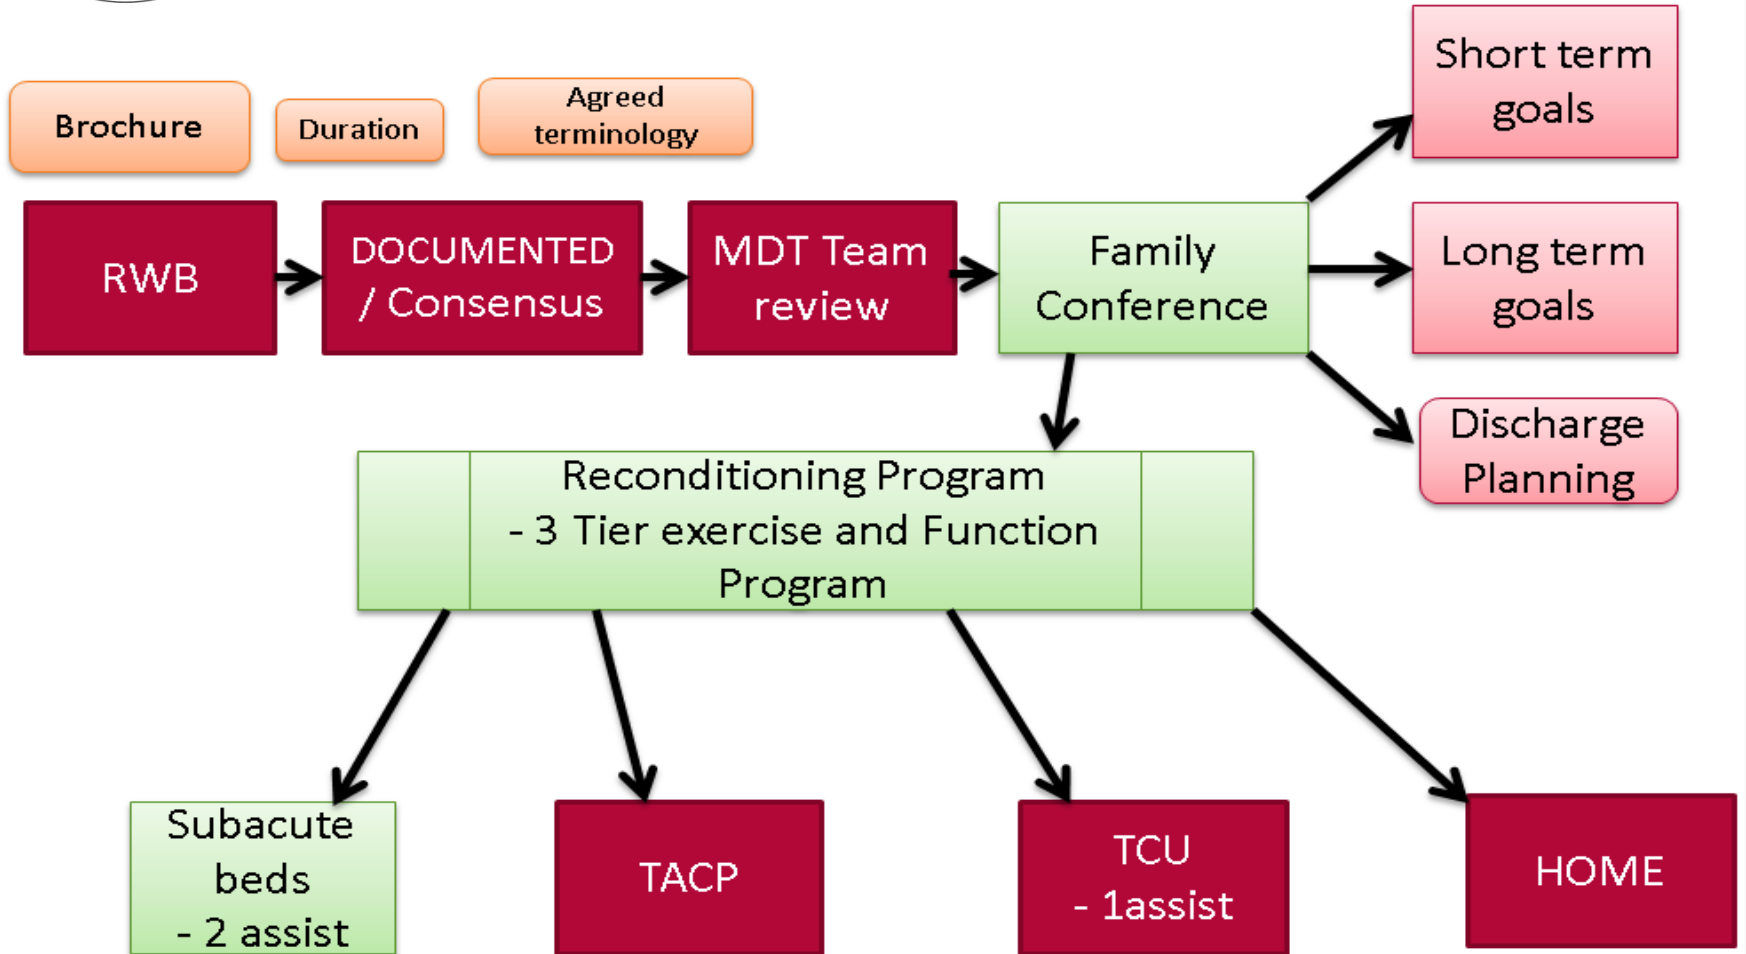 Brochure
Duration
Agreed
terminology
Short term
goals
RWB
DOCUMENTED
/ Consensus
MDT Team
review
Family
Conference
Long term
goals
Discharge
Planning
Reconditioning Program
- 3 Tier exercise and Function
Program
Subacute
beds
- 2 assist
TACP
TCU
- 1assist
HOME